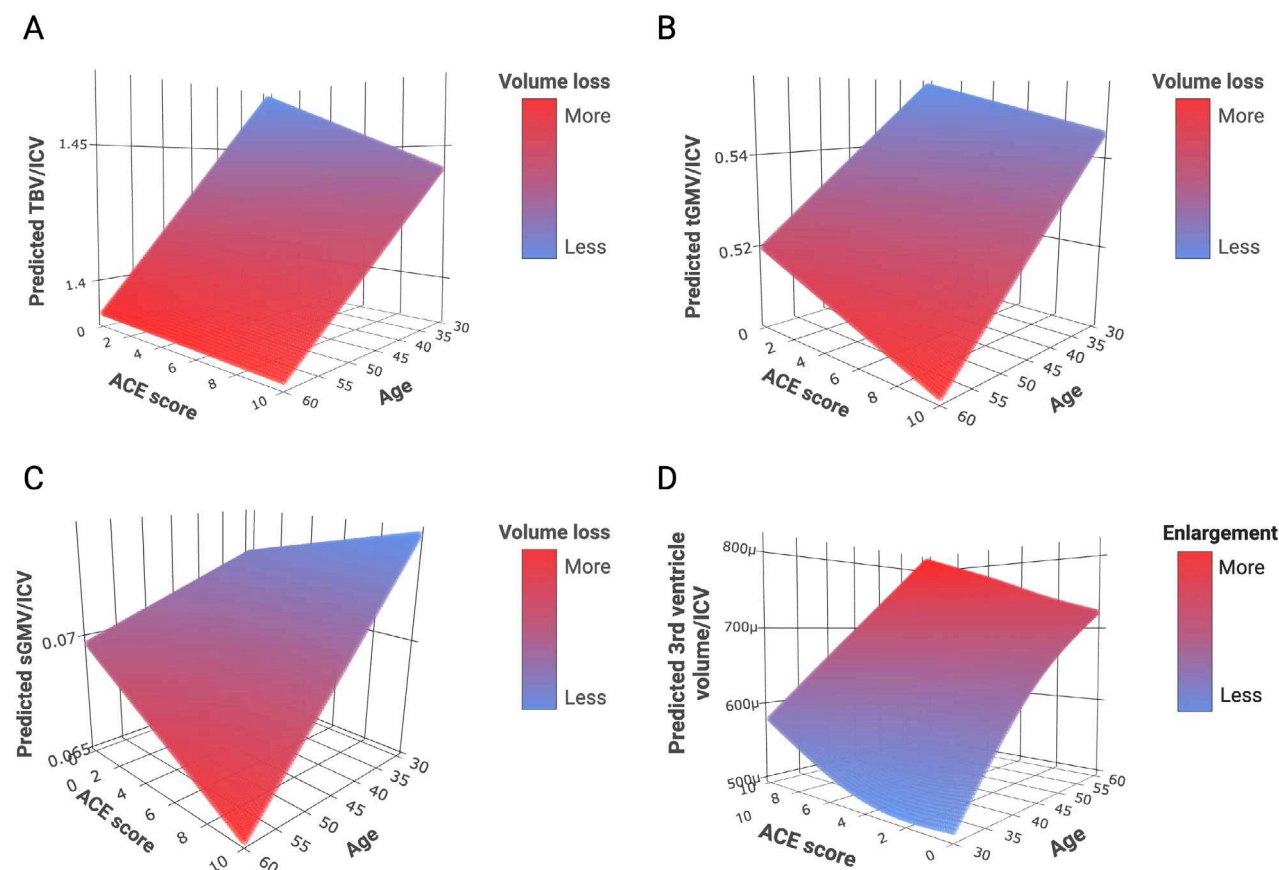 A
Volume loss
More
Less
Predicted TBV/ICV
1.45
1.4
0
2
4
6
8
10
ACE score
60
55
50
45
40
35
30
Age
B
Volume loss
More
Less
Predicted tGMV/ICV
0.54
0.52
0
2
4
6
8
10
ACE score
60
55
50
45
40
35
30
Age
C
Volume loss
More
Less
Predicted sGMV/ICV
0.07
0.065
0
0
2
4
6
8
10
ACE score
60
55
50
45
40
35
30
Age
D
Enlargement
More
Less
Predicted 3rd ventricle
volume/ICV
800μ
700μ
600μ
500μ
10
10
8
6
4
2
0
ACE score
30
35
40
45
50
55
60
Age